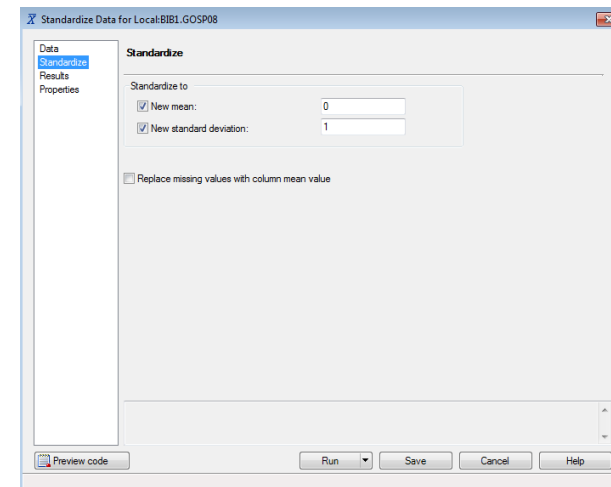 Standardize Data for Local:BIB1.GOSP08
Data
Standardize
Results
Properties
Standardize
Standardize to
New mean: 0
New standard deviation: 1
Replace missing values with column mean value
Preview code Run Save Cancel Help